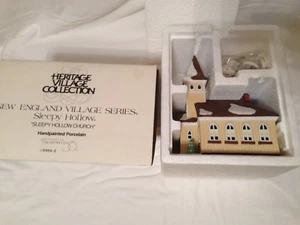 HERITAGE
VILLAGE
COLLECTION
NEW ENGLAND VILLAGE SERIES.
Sleepy Hollow.
"SLEEPY HOLLOW CHURCH"
Handpainted Porcelain